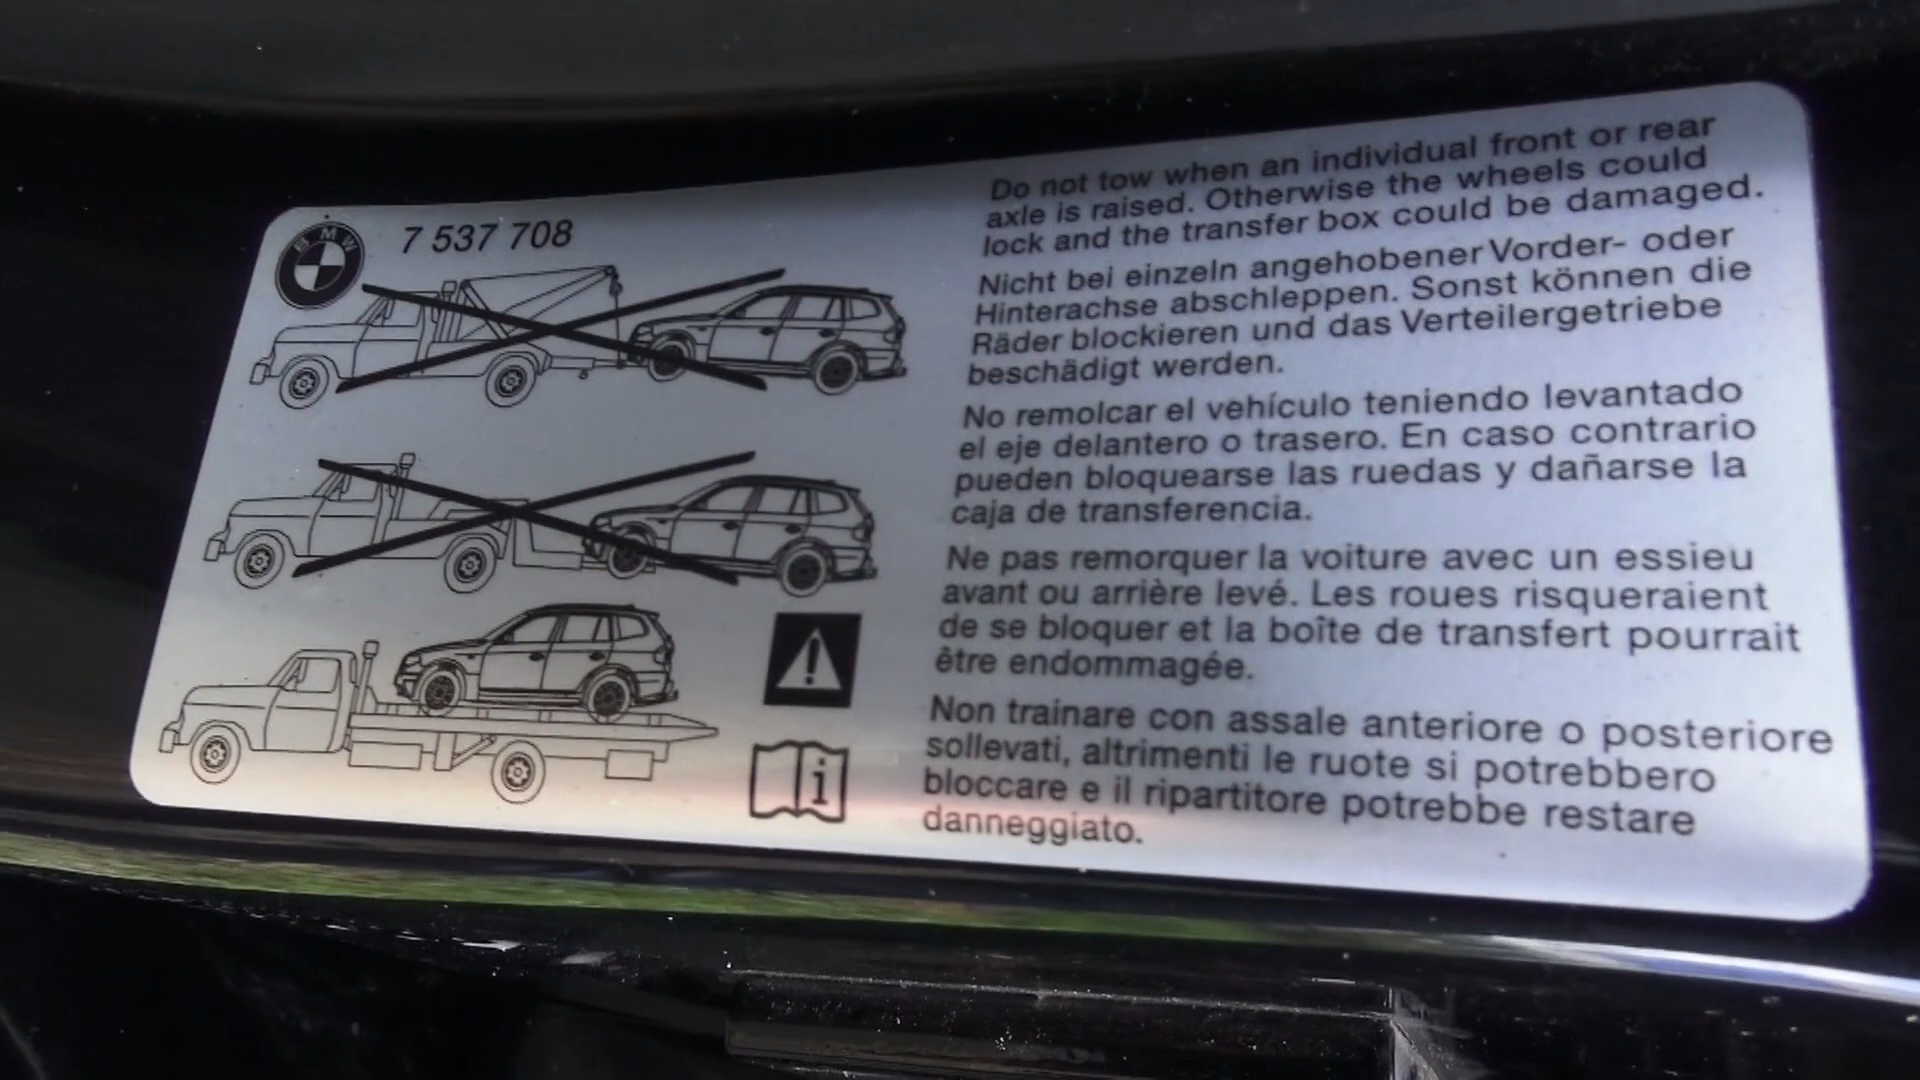 BMW
7 537 708
Do not tow when an individual front or rear
axle is raised. Otherwise the wheels could
lock and the transfer box could be damaged.
Nicht bei einzeln angehobener Vorder- oder
Hinterachse abschleppen. Sonst können die
Räder blockieren und das Verteilergetriebe
beschädigt werden.
No remolcar el vehículo teniendo levantado
el eje delantero o trasero. En caso contrario
pueden bloquearse las ruedas y dañarse la
caja de transferencia.
Ne pas remorquer la voiture avec un essieu
avant ou arrière levé. Les roues risqueraient
de se bloquer et la boîte de transfert pourrait
être endommagée.
Non trainare con assale anteriore o posteriore
sollevati, altrimenti le ruote si potrebbero
bloccare e il ripartitore potrebbe restare
danneggiato.
!
i